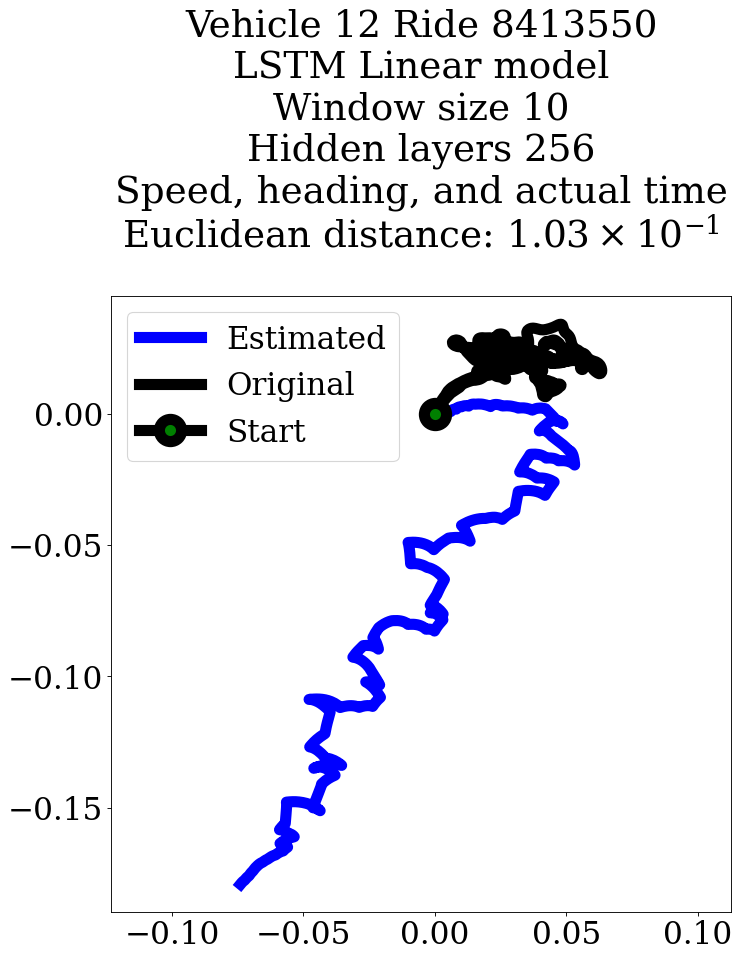 Vehicle 12 Ride 8413550
LSTM Linear model
Window size 10
Hidden layers 256
Speed, heading, and actual time
Euclidean distance: 1.03 × 10⁻¹
Estimated
Original
Start
0.00
−0.05
−0.10
−0.15
−0.10 −0.05 0.00 0.05 0.10